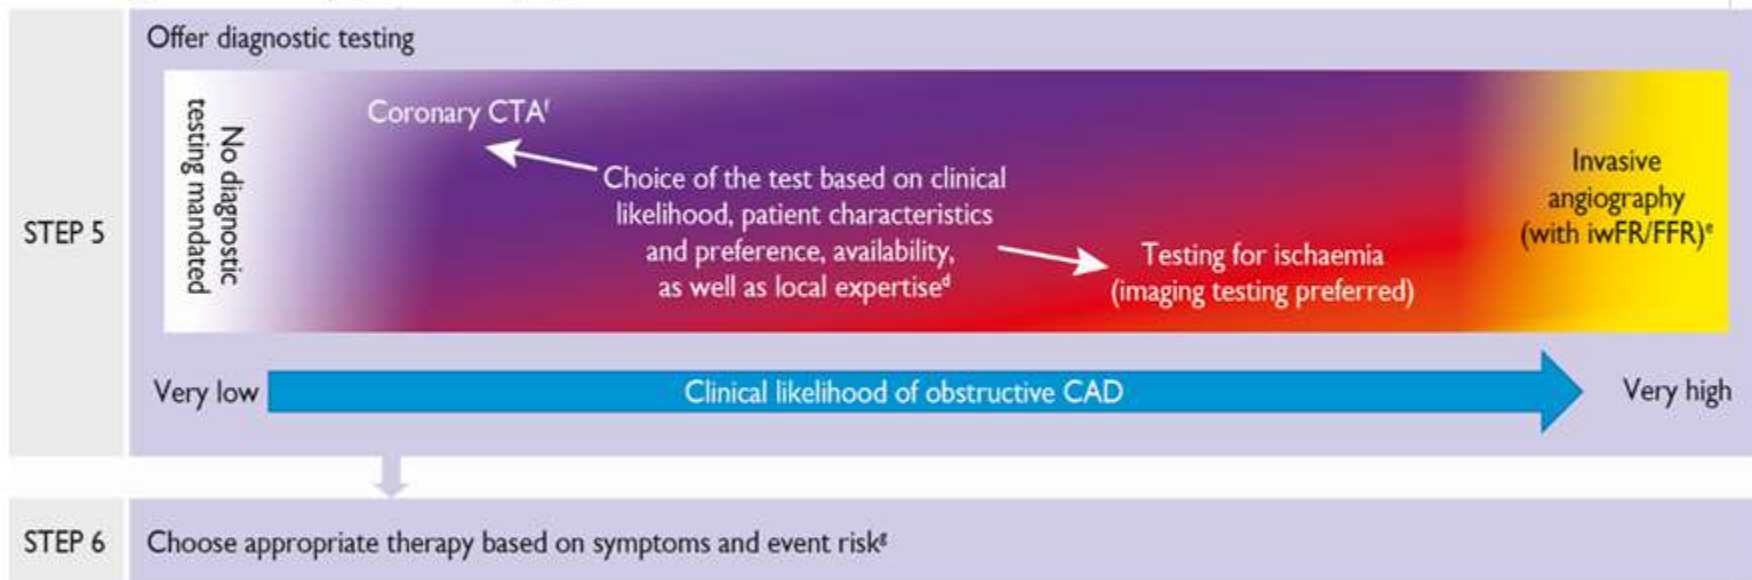 Offer diagnostic testing
STEP 5
No diagnostic
testing mandated
Coronary CTAᶠ
Choice of the test based on clinical
likelihood, patient characteristics
and preference, availability,
as well as local expertiseᵈ
Testing for ischaemia
(imaging testing preferred)
Invasive
angiography
(with iwFR/FFR)ᵉ
Very low
Clinical likelihood of obstructive CAD
Very high
STEP 6
Choose appropriate therapy based on symptoms and event riskᵍ